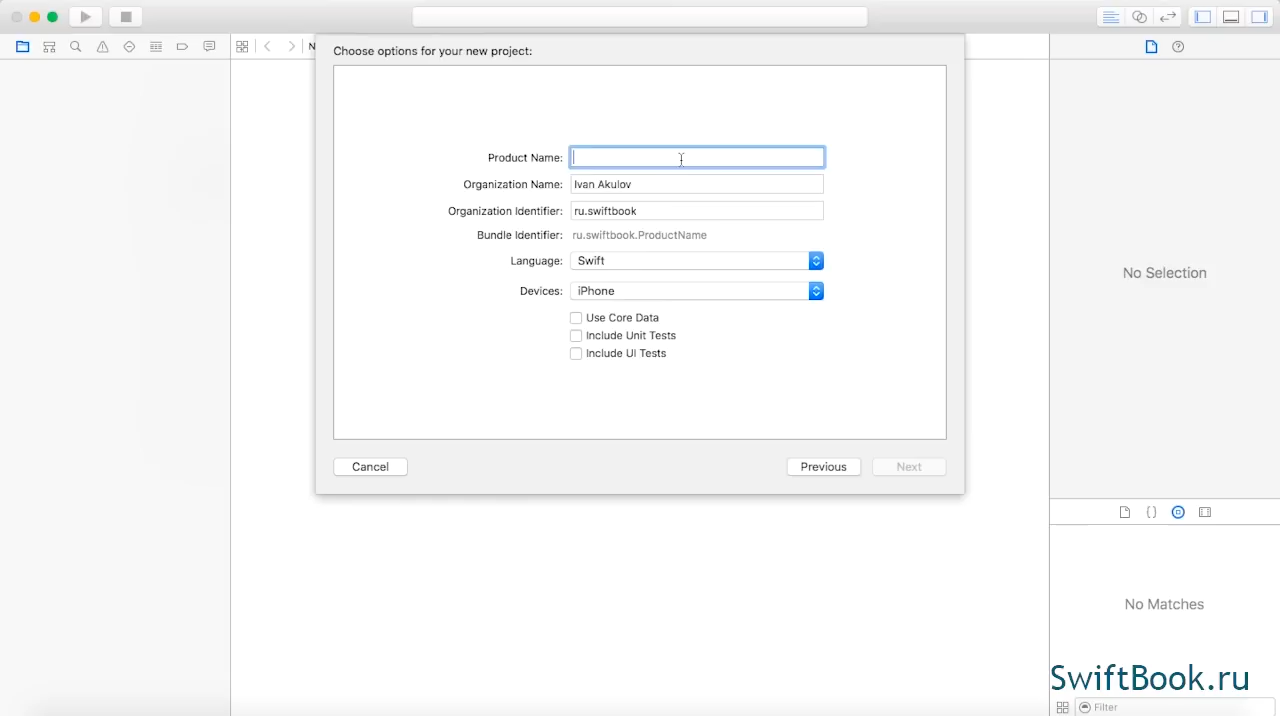 N
Choose options for your new project:
Product Name:
Organization Name: Ivan Akulov
Organization Identifier: ru.swiftbook
Bundle Identifier: ru.swiftbook.ProductName
Language: Swift
Devices: iPhone
Use Core Data
Include Unit Tests
Include UI Tests
Cancel
Previous
Next
No Selection
{ }
No Matches
SwiftBook.ru
Filter